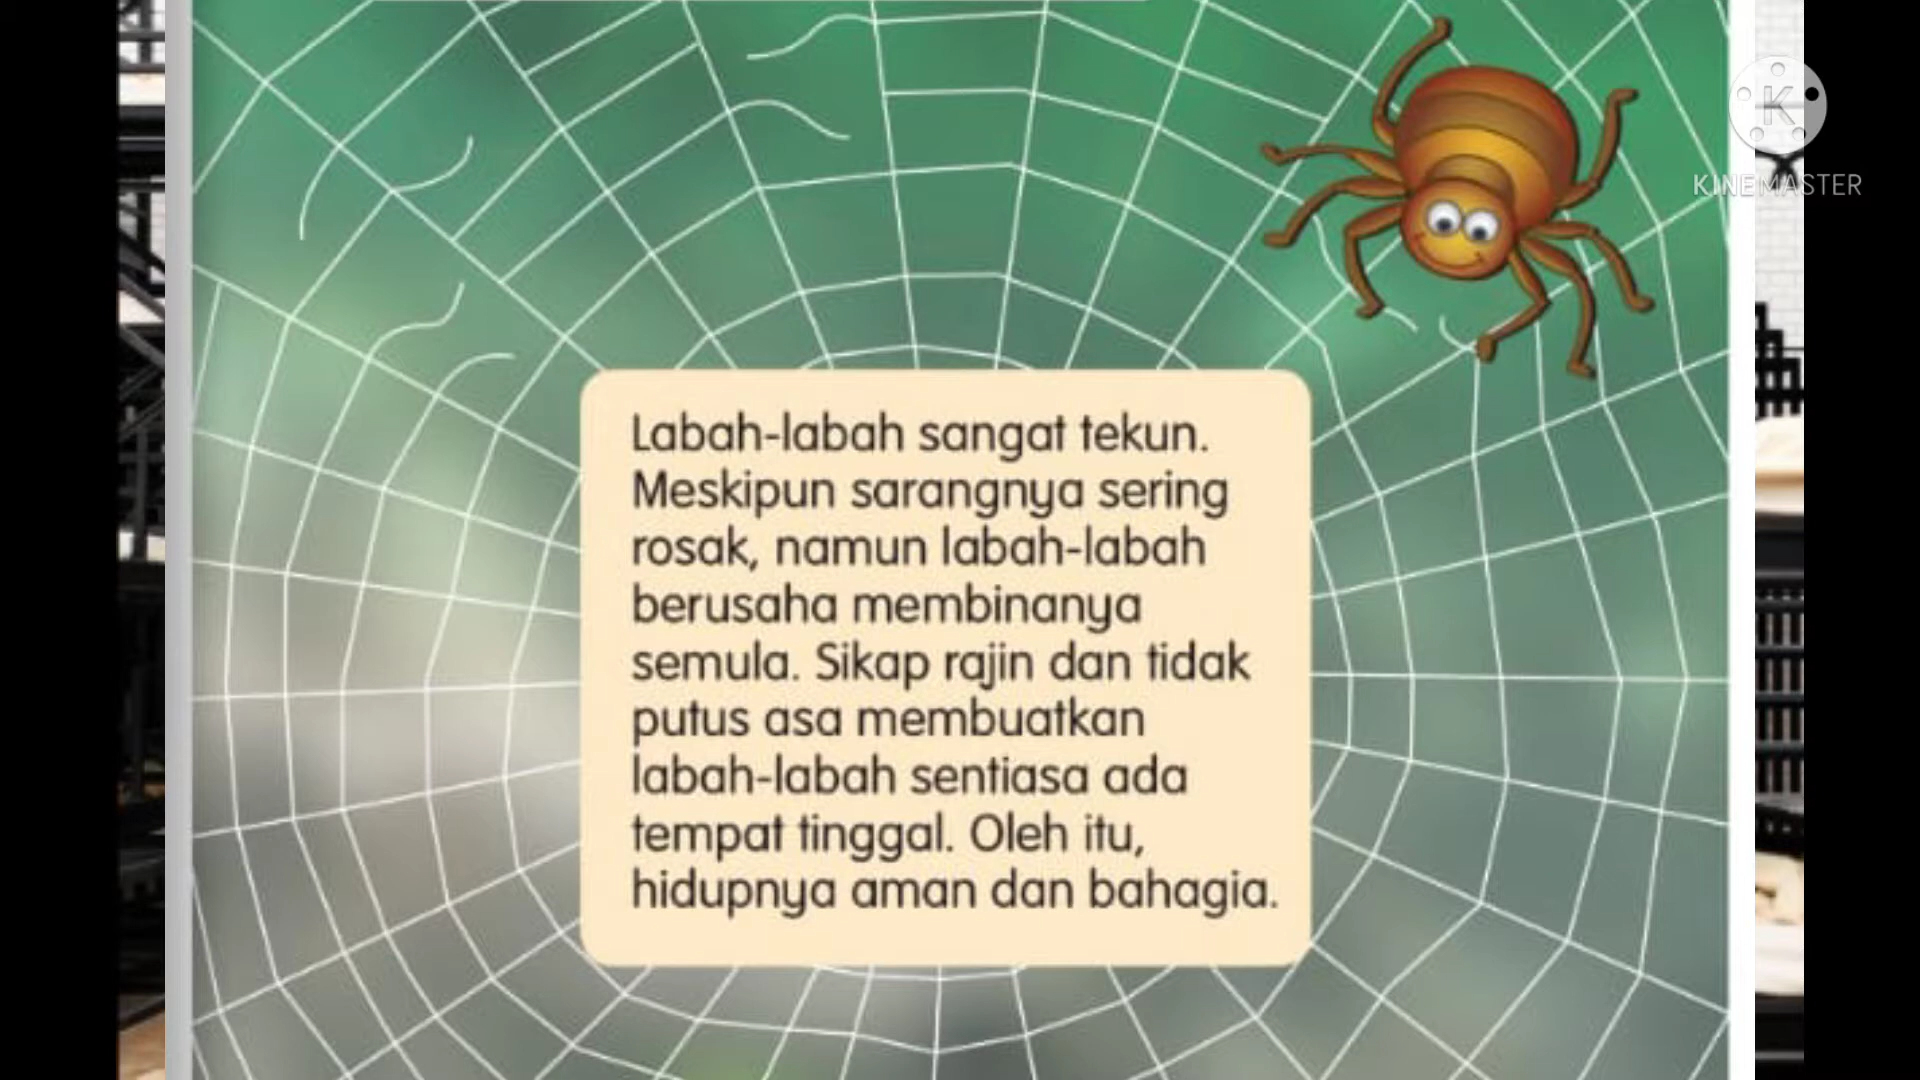 KINEMASTER
Labah-labah sangat tekun.
Meskipun sarangnya sering
rosak, namun labah-labah
berusaha membinanya
semula. Sikap rajin dan tidak
putus asa membuatkan
labah-labah sentiasa ada
tempat tinggal. Oleh itu,
hidupnya aman dan bahagia.